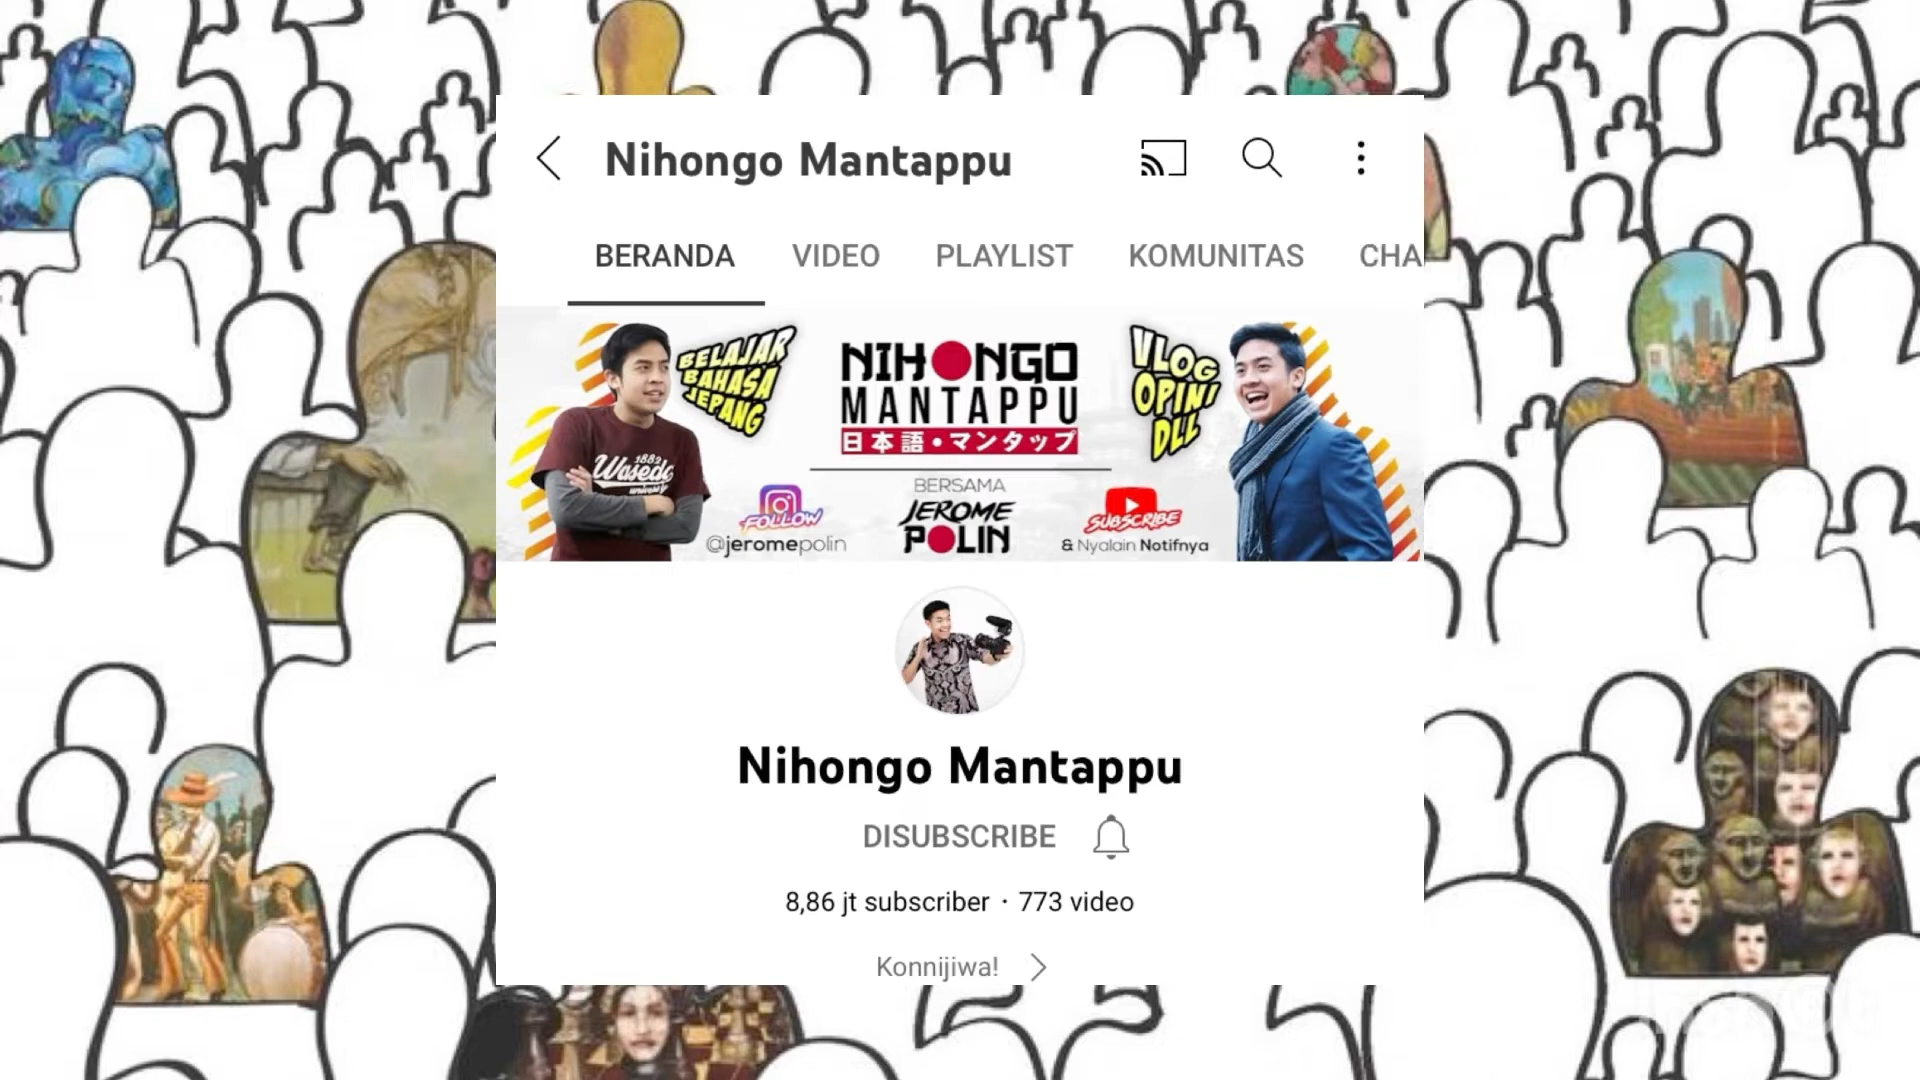 Nihongo Mantappu
BERANDA VIDEO PLAYLIST KOMUNITAS CHA
BELAJAR
BAHASA
JEPANG
1882
Waseda
NIHONGO
MANTAPPU
日本語・マンタップ
VLOG
OPINI
DLL
BERSAMA
JEROME
POLIN
FOLLOW
@jeromepolin
SUBSCRIBE
& Nyalain Notifnya
Nihongo Mantappu
DISUBSCRIBE
8,86 jt subscriber · 773 video
Konnijiwa!